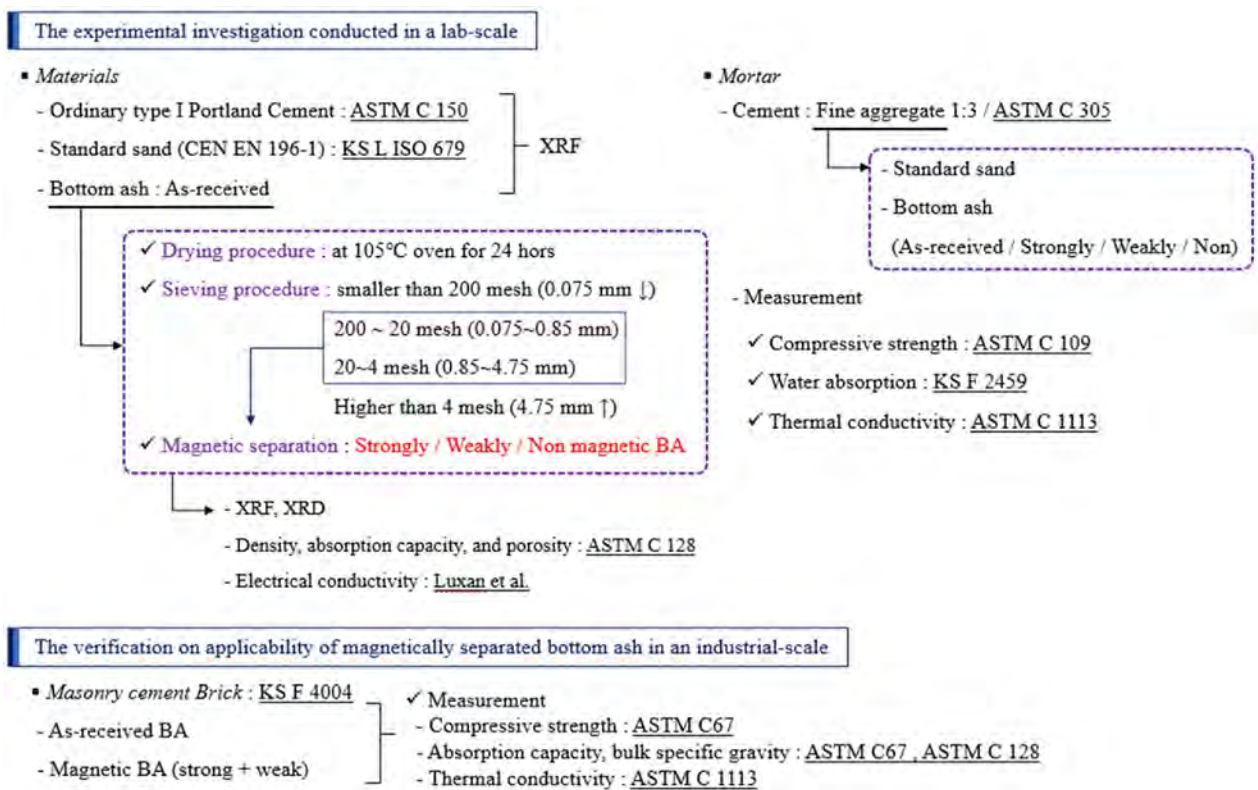 The experimental investigation conducted in a lab-scale
▪ Materials
- Ordinary type I Portland Cement : ASTM C 150
- Standard sand (CEN EN 196-1) : KS L ISO 679
- Bottom ash : As-received
XRF
✓ Drying procedure : at 105℃ oven for 24 hors
✓ Sieving procedure : smaller than 200 mesh (0.075 mm ↓)
200 ~ 20 mesh (0.075~0.85 mm)
20~4 mesh (0.85~4.75 mm)
Higher than 4 mesh (4.75 mm ↑)
✓ Magnetic separation : Strongly / Weakly / Non magnetic BA
- XRF, XRD
- Density, absorption capacity, and porosity : ASTM C 128
- Electrical conductivity : Luxan et al.
▪ Mortar
- Cement : Fine aggregate 1:3 / ASTM C 305
- Standard sand
- Bottom ash
(As-received / Strongly / Weakly / Non)
- Measurement
✓ Compressive strength : ASTM C 109
✓ Water absorption : KS F 2459
✓ Thermal conductivity : ASTM C 1113
The verification on applicability of magnetically separated bottom ash in an industrial-scale
▪ Masonry cement Brick : KS F 4004
- As-received BA
- Magnetic BA (strong + weak)
✓ Measurement
- Compressive strength : ASTM C67
- Absorption capacity, bulk specific gravity : ASTM C67 , ASTM C 128
- Thermal conductivity : ASTM C 1113